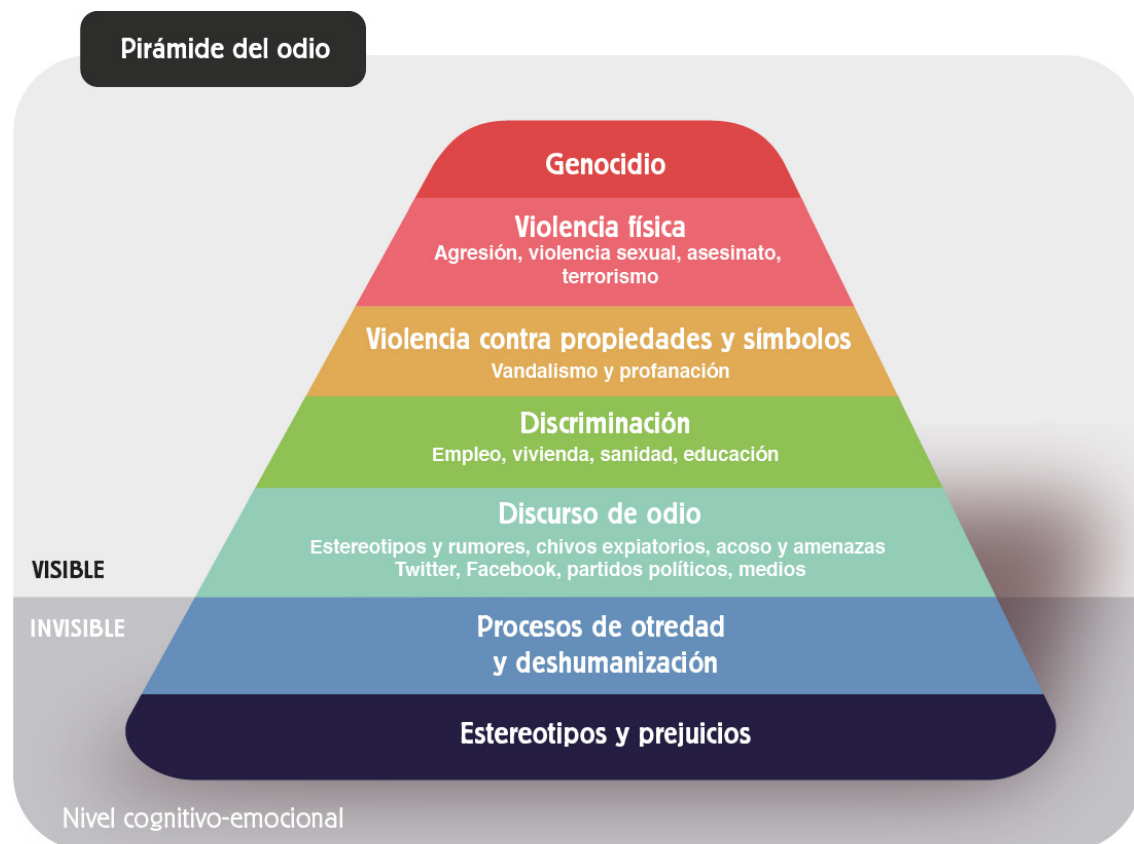 Pirámide del odio
Genocidio
Violencia física
Agresión, violencia sexual, asesinato,
terrorismo
Violencia contra propiedades y símbolos
Vandalismo y profanación
Discriminación
Empleo, vivienda, sanidad, educación
Discurso de odio
Estereotipos y rumores, chivos expiatorios, acoso y amenazas
Twitter, Facebook, partidos políticos, medios
VISIBLE
INVISIBLE
Procesos de otredad
y deshumanización
Estereotipos y prejuicios
Nivel cognitivo-emocional